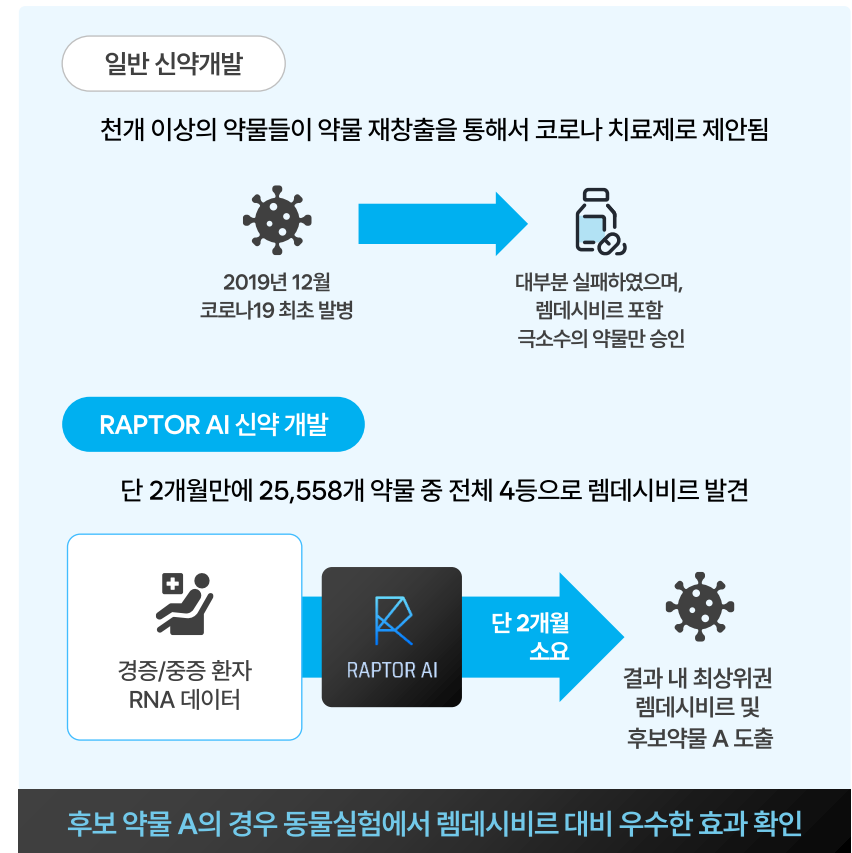 일반 신약개발
천개 이상의 약물들이 약물 재창출을 통해서 코로나 치료제로 제안됨
2019년 12월
코로나19 최초 발병
대부분 실패하였으며,
렘데시비르 포함
극소수의 약물만 승인
RAPTOR AI 신약 개발
단 2개월만에 25,558개 약물 중 전체 4등으로 렘데시비르 발견
경증/중증 환자
RNA 데이터
RAPTOR AI
단 2개월
소요
결과 내 최상위권
렘데시비르 및
후보약물 A 도출
후보 약물 A의 경우 동물실험에서 렘데시비르 대비 우수한 효과 확인